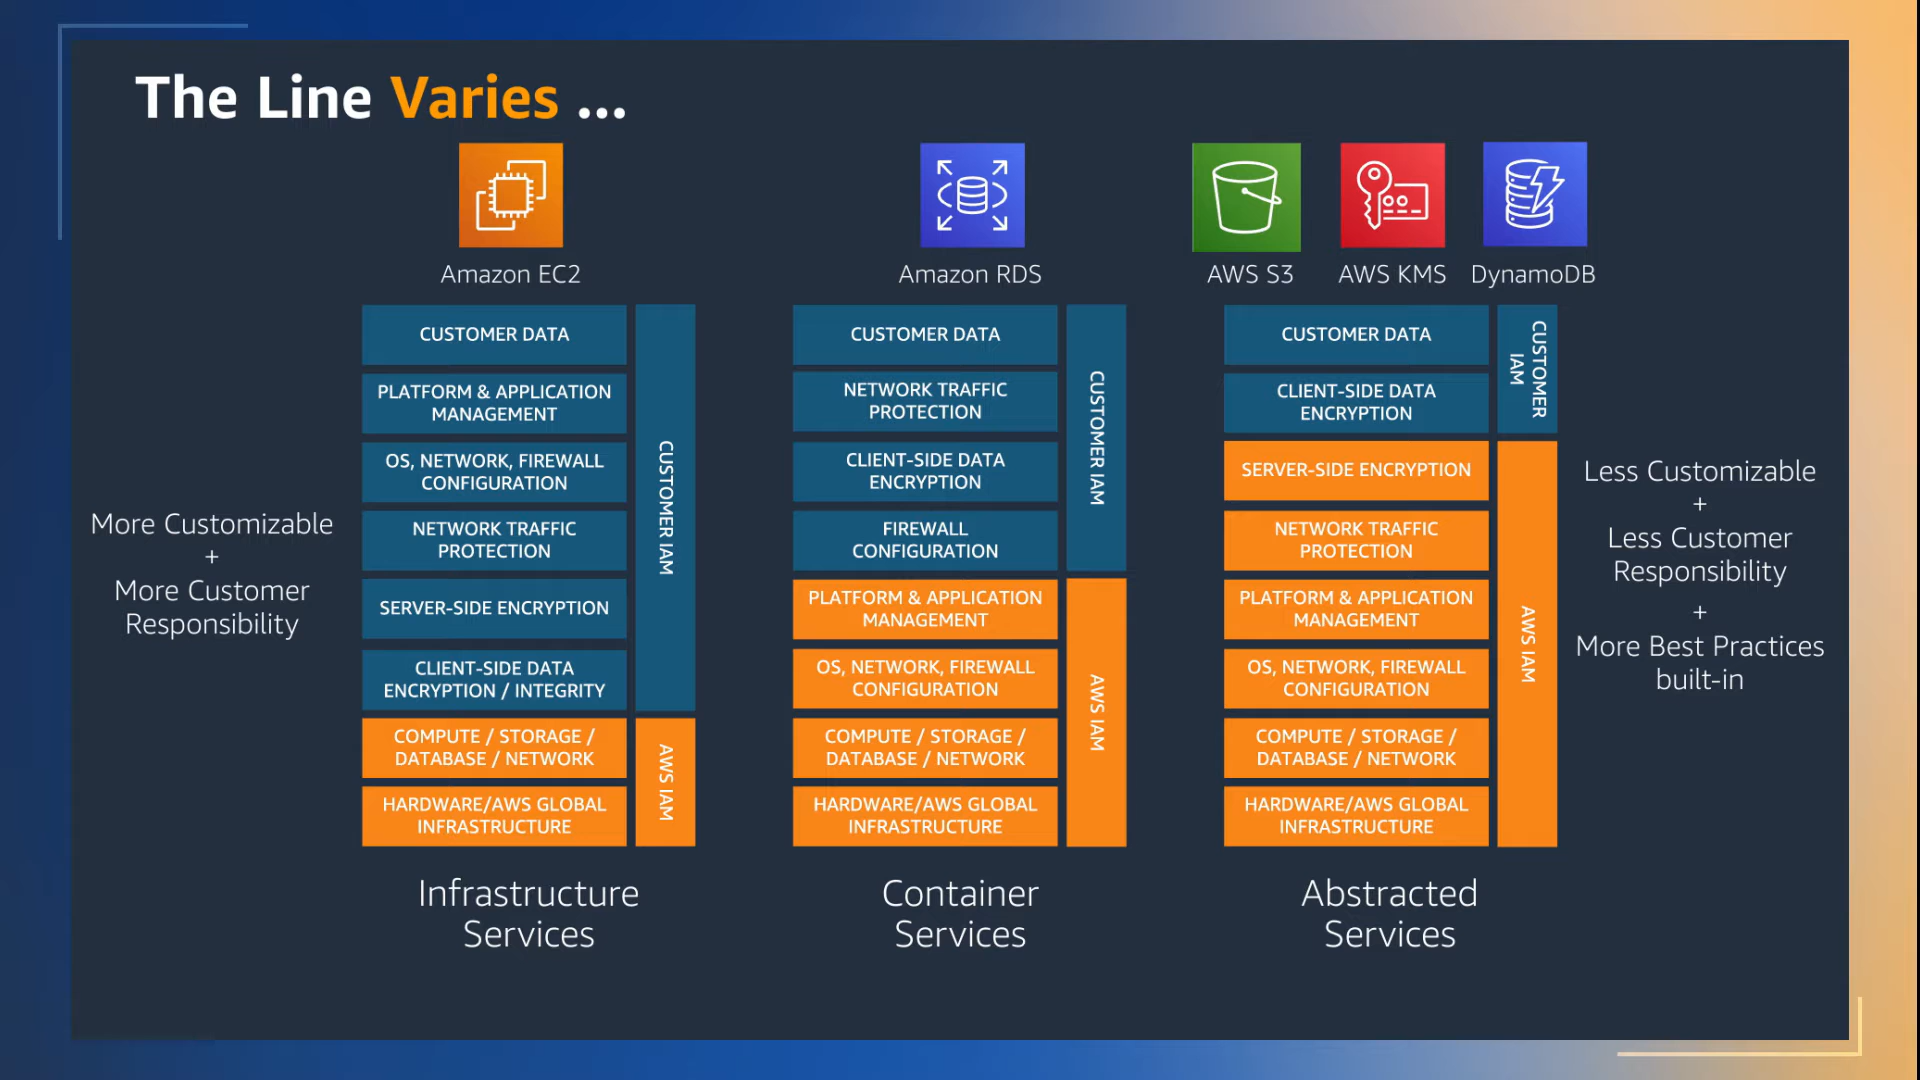 The Line Varies ...
Amazon EC2
Amazon RDS
AWS S3
AWS KMS
DynamoDB
More Customizable
+
More Customer
Responsibility
CUSTOMER DATA
PLATFORM & APPLICATION
MANAGEMENT
OS, NETWORK, FIREWALL
CONFIGURATION
NETWORK TRAFFIC
PROTECTION
SERVER-SIDE ENCRYPTION
CLIENT-SIDE DATA
ENCRYPTION / INTEGRITY
COMPUTE / STORAGE /
DATABASE / NETWORK
HARDWARE/AWS GLOBAL
INFRASTRUCTURE
CUSTOMER IAM
AWS IAM
Infrastructure
Services
CUSTOMER DATA
NETWORK TRAFFIC
PROTECTION
CLIENT-SIDE DATA
ENCRYPTION
FIREWALL
CONFIGURATION
PLATFORM & APPLICATION
MANAGEMENT
OS, NETWORK, FIREWALL
CONFIGURATION
COMPUTE / STORAGE /
DATABASE / NETWORK
HARDWARE/AWS GLOBAL
INFRASTRUCTURE
CUSTOMER IAM
AWS IAM
Container
Services
CUSTOMER DATA
CLIENT-SIDE DATA
ENCRYPTION
SERVER-SIDE ENCRYPTION
NETWORK TRAFFIC
PROTECTION
PLATFORM & APPLICATION
MANAGEMENT
OS, NETWORK, FIREWALL
CONFIGURATION
COMPUTE / STORAGE /
DATABASE / NETWORK
HARDWARE/AWS GLOBAL
INFRASTRUCTURE
CUSTOMER
IAM
AWS IAM
Abstracted
Services
Less Customizable
+
Less Customer
Responsibility
+
More Best Practices
built-in